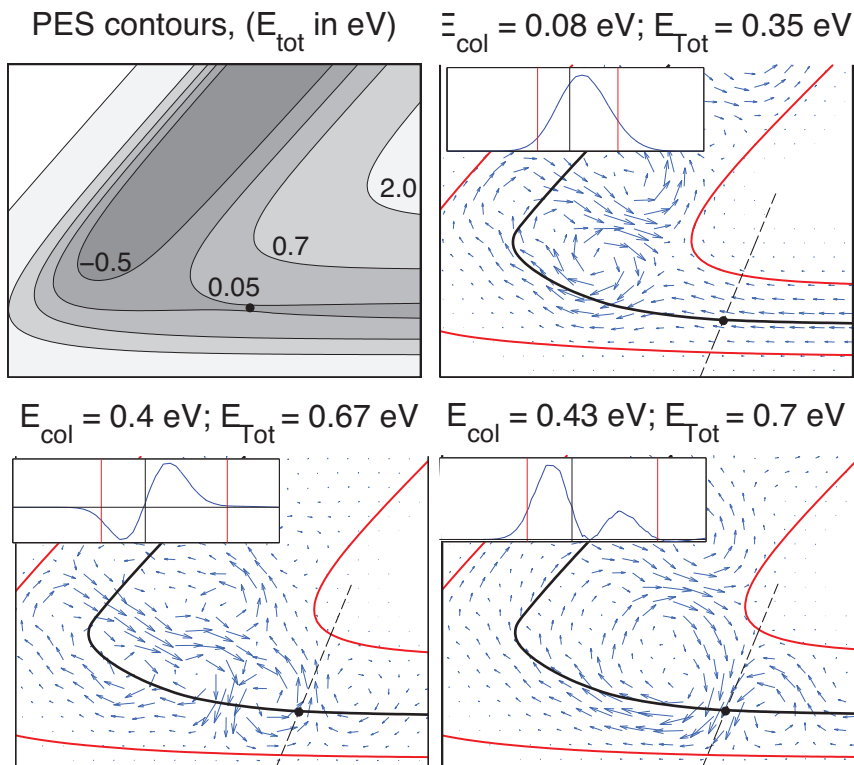 PES contours, (E_tot in eV)
E_col = 0.08 eV; E_Tot = 0.35 eV
2.0
0.7
−0.5
0.05
E_col = 0.4 eV; E_Tot = 0.67 eV
E_col = 0.43 eV; E_Tot = 0.7 eV